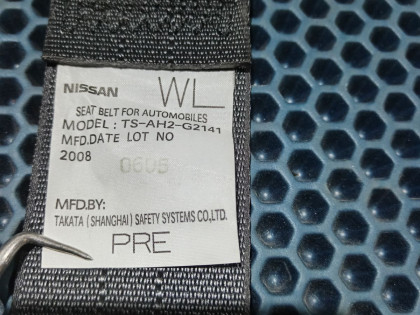 NISSAN WL
SEAT BELT FOR AUTOMOBILES
MODEL : TS-AH2-G2141
MFD.DATE LOT NO
2008 0605
MFD.BY:
TAKATA (SHANGHAI) SAFETY SYSTEMS CO.,LTD.
PRE